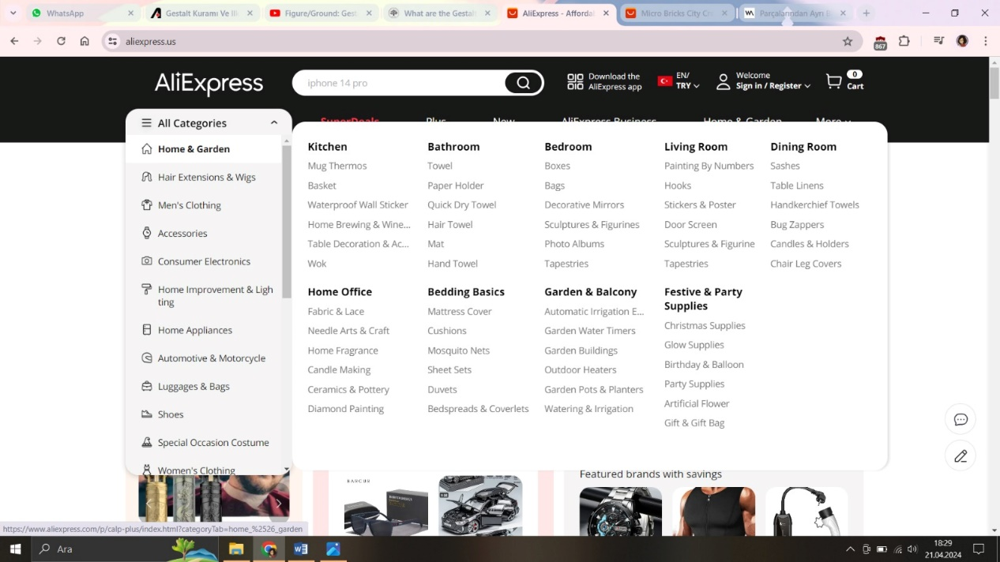 WhatsApp
Gestalt Kuramı Ve İl
Figure/Ground: Ges
What are the Gestal
AliExpress - Afforda
Micro Bricks City Cr
Parçalarından Ayrı B
aliexpress.us
867
AliExpress
iphone 14 pro
Download the
AliExpress app
EN/
TRY
Welcome
Sign in / Register
0
Cart
All Categories
SuperDeals
Plus
New
AliExpress Business
Home & Garden
More
Home & Garden
Hair Extensions & Wigs
Men's Clothing
Accessories
Consumer Electronics
Home Improvement & Ligh
ting
Home Appliances
Automotive & Motorcycle
Luggages & Bags
Shoes
Special Occasion Costume
Women's Clothing
Kitchen
Mug Thermos
Basket
Waterproof Wall Sticker
Home Brewing & Wine...
Table Decoration & Ac...
Wok
Bathroom
Towel
Paper Holder
Quick Dry Towel
Hair Towel
Mat
Hand Towel
Bedroom
Boxes
Bags
Decorative Mirrors
Sculptures & Figurines
Photo Albums
Tapestries
Living Room
Painting By Numbers
Hooks
Stickers & Poster
Door Screen
Sculptures & Figurine
Tapestries
Dining Room
Sashes
Table Linens
Handkerchief Towels
Bug Zappers
Candles & Holders
Chair Leg Covers
Home Office
Fabric & Lace
Needle Arts & Craft
Home Fragrance
Candle Making
Ceramics & Pottery
Diamond Painting
Bedding Basics
Mattress Cover
Cushions
Mosquito Nets
Sheet Sets
Duvets
Bedspreads & Coverlets
Garden & Balcony
Automatic Irrigation E...
Garden Water Timers
Garden Buildings
Outdoor Heaters
Garden Pots & Planters
Watering & Irrigation
Festive & Party
Supplies
Christmas Supplies
Glow Supplies
Birthday & Balloon
Party Supplies
Artificial Flower
Gift & Gift Bag
BARCUR
Featured brands with savings
https://www.aliexpress.com/p/calp-plus/index.html?categoryTab=home_%2526_garden
Ara
18:29
21.04.2024